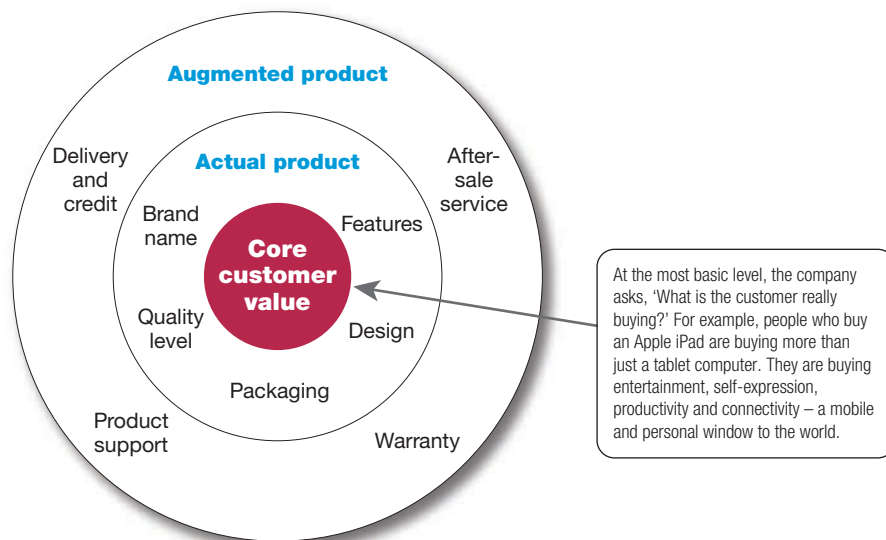 Augmented product
Delivery
and
credit
After-
sale
service
Actual product
Brand
name
Features
Core
customer
value
Quality
level
Design
Packaging
Product
support
Warranty
At the most basic level, the company
asks, ‘What is the customer really
buying?’ For example, people who buy
an Apple iPad are buying more than
just a tablet computer. They are buying
entertainment, self-expression,
productivity and connectivity – a mobile
and personal window to the world.